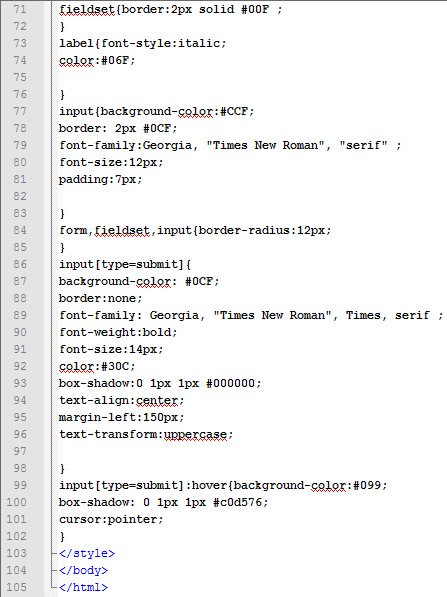 71 fieldset{border:2px solid #00F ;
72 }
73 label{font-style:italic;
74 color:#06F;
75
76 }
77 input{background-color:#CCF;
78 border: 2px #0CF;
79 font-family:Georgia, "Times New Roman", "serif" ;
80 font-size:12px;
81 padding:7px;
82
83 }
84 form,fieldset,input{border-radius:12px;
85 }
86 input[type=submit]{
87 background-color: #0CF;
88 border:none;
89 font-family: Georgia, "Times New Roman", Times, serif ;
90 font-weight:bold;
91 font-size:14px;
92 color:#30C;
93 box-shadow:0 1px 1px #000000;
94 text-align:center;
95 margin-left:150px;
96 text-transform:uppercase;
97
98 }
99 input[type=submit]:hover{background-color:#099;
100 box-shadow: 0 1px 1px #c0d576;
101 cursor:pointer;
102 }
103 </style>
104 </body>
105 </html>